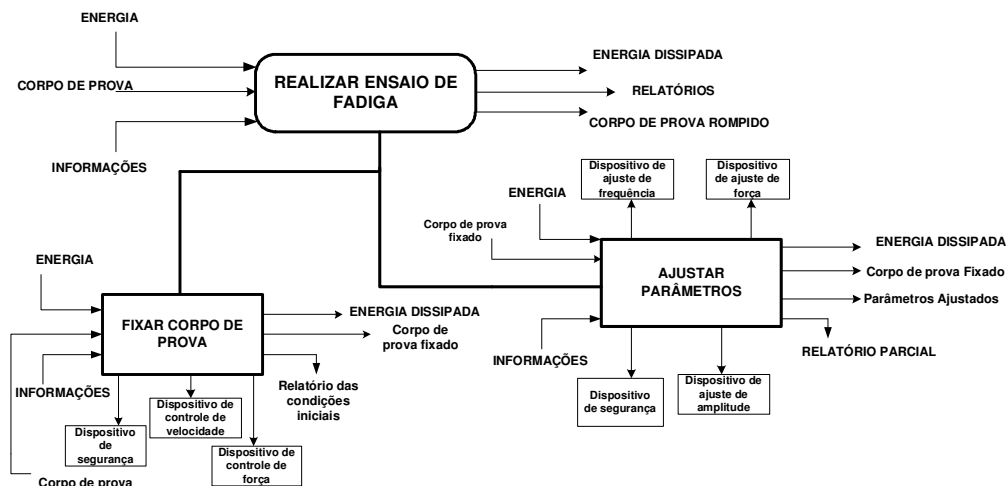 ENERGIA
CORPO DE PROVA
INFORMAÇÕES
REALIZAR ENSAIO DE
FADIGA
ENERGIA DISSIPADA
RELATÓRIOS
CORPO DE PROVA ROMPIDO
Dispositivo de
ajuste de
frequência
Dispositivo
de ajuste de
força
ENERGIA
Corpo de prova
fixado
INFORMAÇÕES
AJUSTAR
PARÂMETROS
ENERGIA DISSIPADA
Corpo de prova Fixado
Parâmetros Ajustados
RELATÓRIO PARCIAL
Dispositivo
de segurança
Dispositivo de
ajuste de
amplitude
ENERGIA
FIXAR CORPO DE
PROVA
ENERGIA DISSIPADA
Corpo de
prova fixado
Relatório das
condições
iniciais
INFORMAÇÕES
Dispositivo
de
segurança
Dispositivo de
controle de
velocidade
Dispositivo de
controle de
força
Corpo de prova